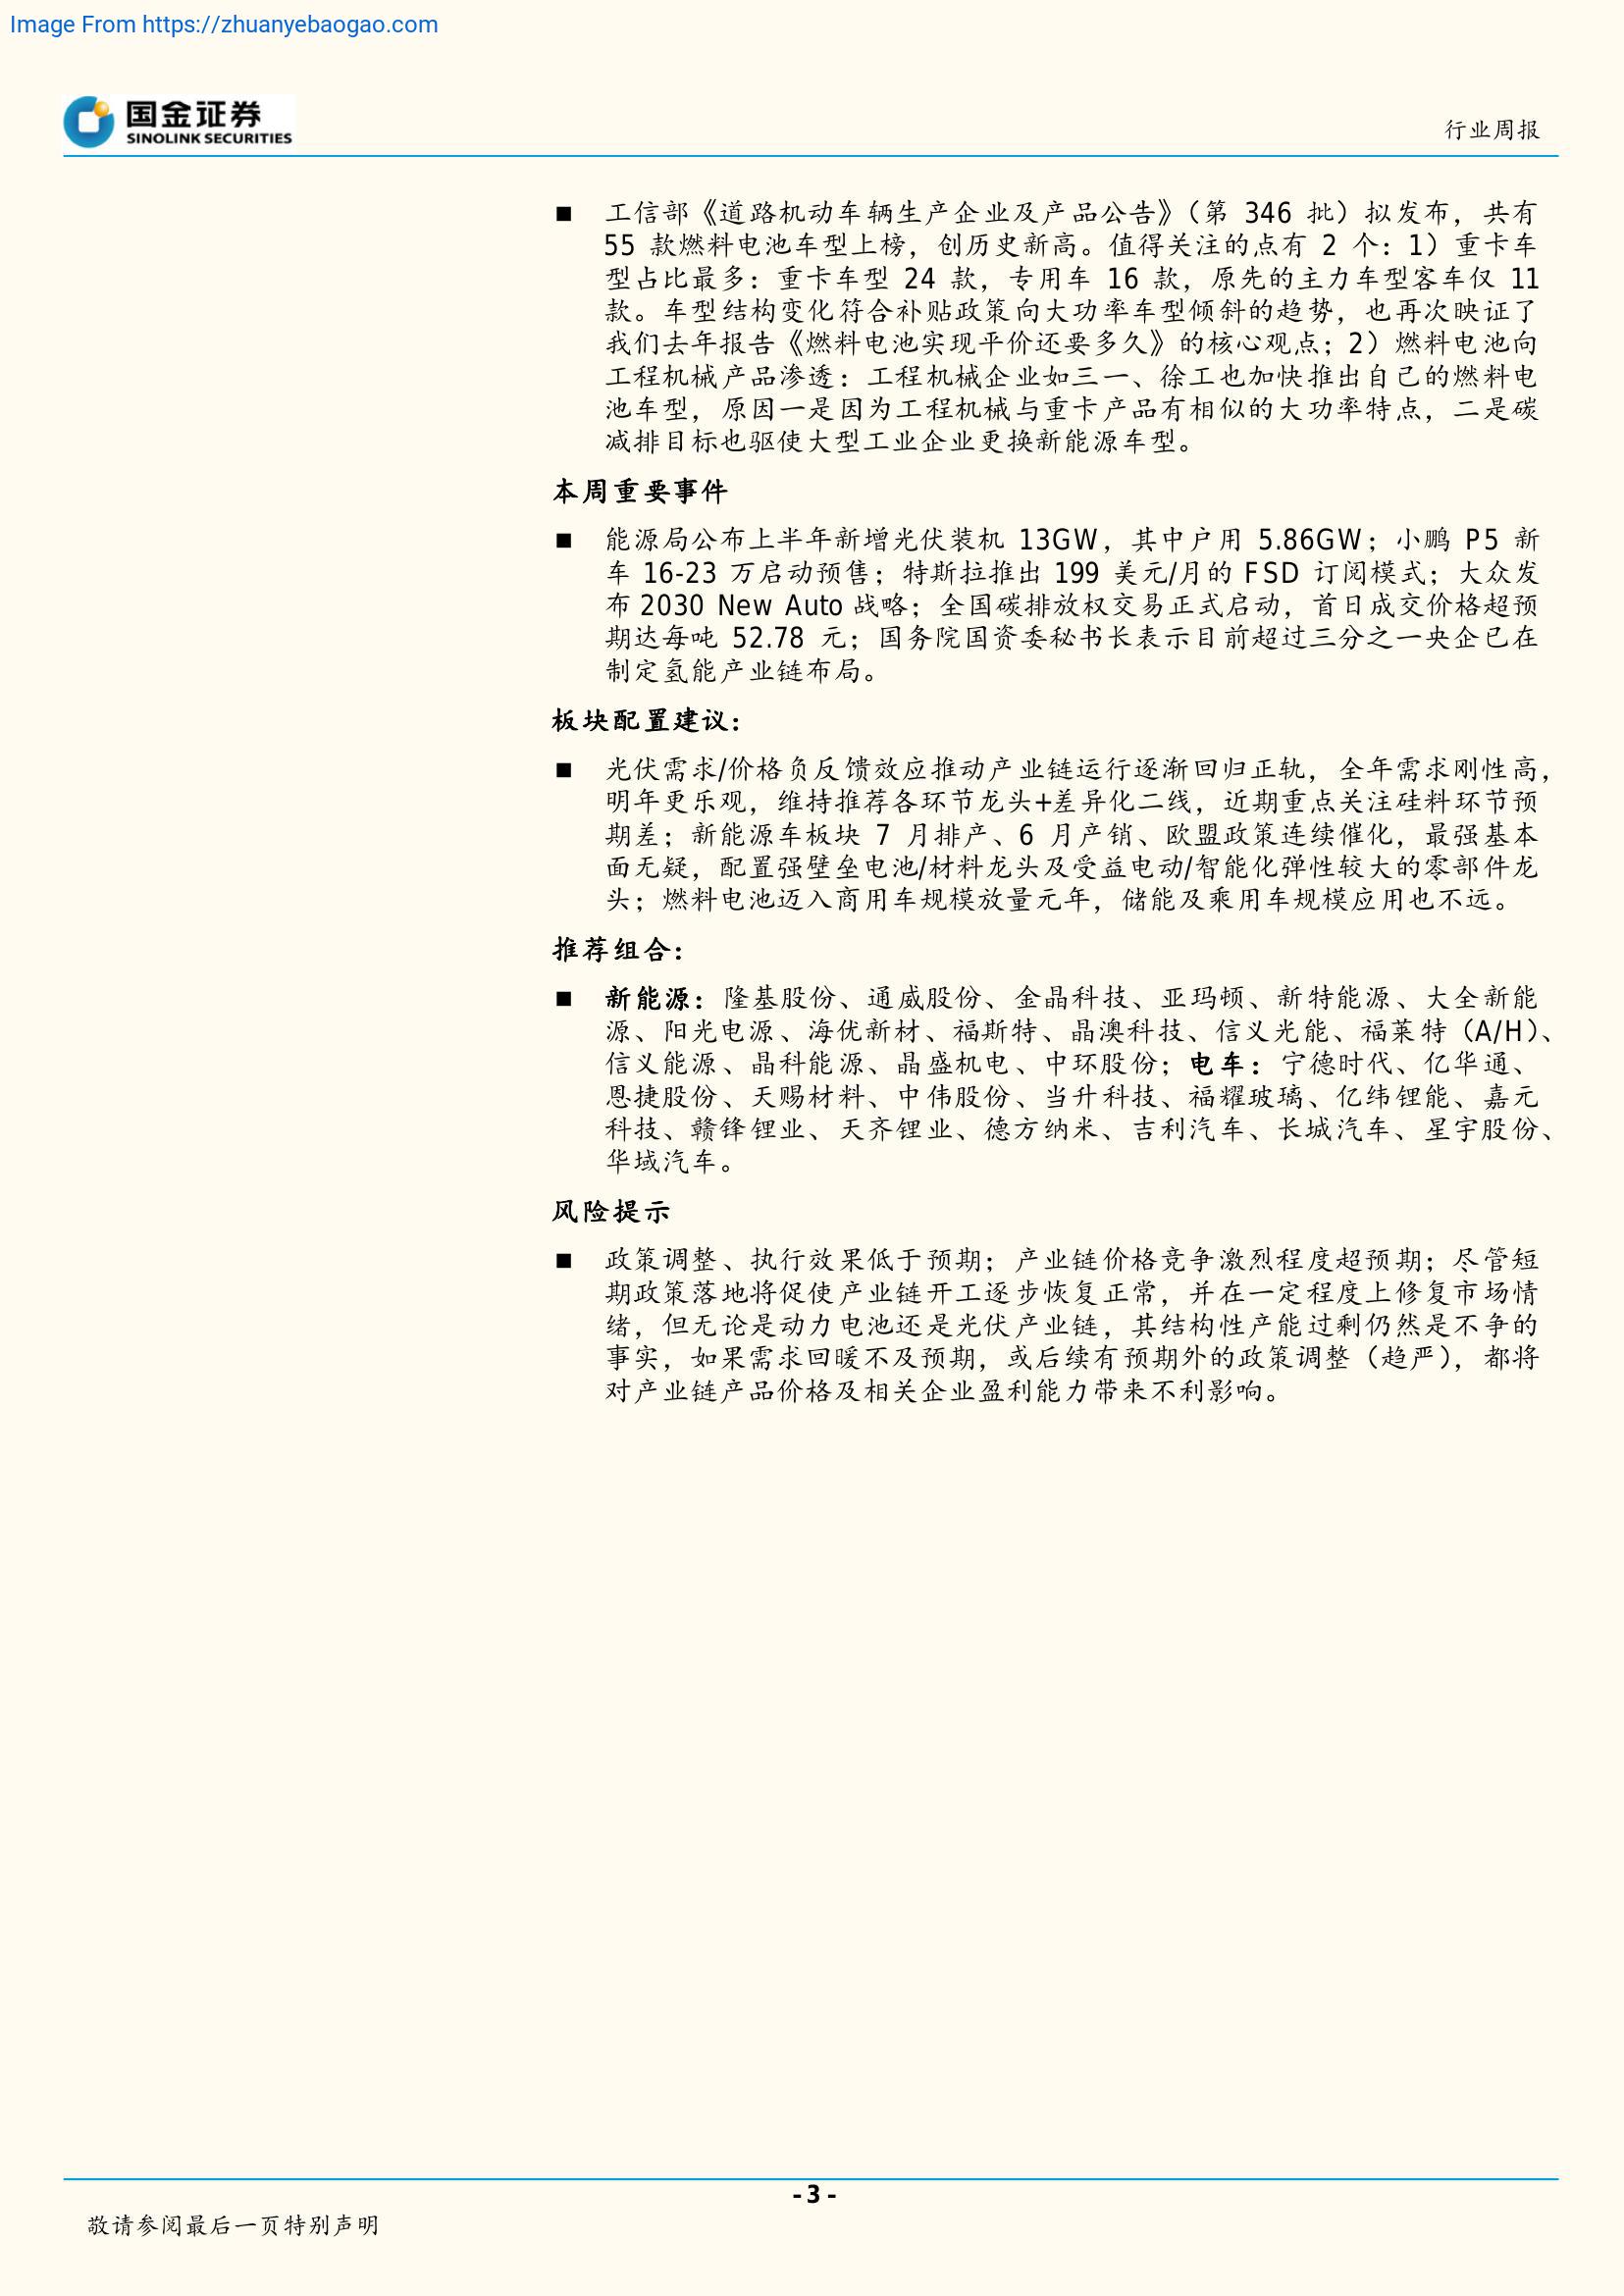 Image From https://zhuanyebaogao.com
国金证券
SINOLINK SECURITIES
行业周报
■ 工信部《道路机动车辆生产企业及产品公告》（第 346 批）拟发布，共有
55 款燃料电池车型上榜，创历史新高。值得关注的点有 2 个：1）重卡车
型占比最多：重卡车型 24 款，专用车 16 款，原先的主力车型客车仅 11
款。车型结构变化符合补贴政策向大功率车型倾斜的趋势，也再次映证了
我们去年报告《燃料电池实现平价还要多久》的核心观点；2）燃料电池向
工程机械产品渗透：工程机械企业如三一、徐工也加快推出自己的燃料电
池车型，原因一是因为工程机械与重卡产品有相似的大功率特点，二是碳
减排目标也驱使大型工业企业更换新能源车型。
本周重要事件
■ 能源局公布上半年新增光伏装机 13GW，其中户用 5.86GW；小鹏 P5 新
车 16-23 万启动预售；特斯拉推出 199 美元/月的 FSD 订阅模式；大众发
布 2030 New Auto 战略；全国碳排放权交易正式启动，首日成交价格超预
期达每吨 52.78 元；国务院国资委秘书长表示目前超过三分之一央企已在
制定氢能产业链布局。
板块配置建议：
■ 光伏需求/价格负反馈效应推动产业链运行逐渐回归正轨，全年需求刚性高，
明年更乐观，维持推荐各环节龙头+差异化二线，近期重点关注硅料环节预
期差；新能源车板块 7 月排产、6 月产销、欧盟政策连续催化，最强基本
面无疑，配置强壁垒电池/材料龙头及受益电动/智能化弹性较大的零部件龙
头；燃料电池迈入商用车规模放量元年，储能及乘用车规模应用也不远。
推荐组合：
■ 新能源：隆基股份、通威股份、金晶科技、亚玛顿、新特能源、大全新能
源、阳光电源、海优新材、福斯特、晶澳科技、信义光能、福莱特（A/H）、
信义能源、晶科能源、晶盛机电、中环股份；电车：宁德时代、亿华通、
恩捷股份、天赐材料、中伟股份、当升科技、福耀玻璃、亿纬锂能、嘉元
科技、赣锋锂业、天齐锂业、德方纳米、吉利汽车、长城汽车、星宇股份、
华域汽车。
风险提示
■ 政策调整、执行效果低于预期；产业链价格竞争激烈程度超预期；尽管短
期政策落地将促使产业链开工逐步恢复正常，并在一定程度上修复市场情
绪，但无论是动力电池还是光伏产业链，其结构性产能过剩仍然是不争的
事实，如果需求回暖不及预期，或后续有预期外的政策调整（趋严），都将
对产业链产品价格及相关企业盈利能力带来不利影响。
- 3 -
敬请参阅最后一页特别声明